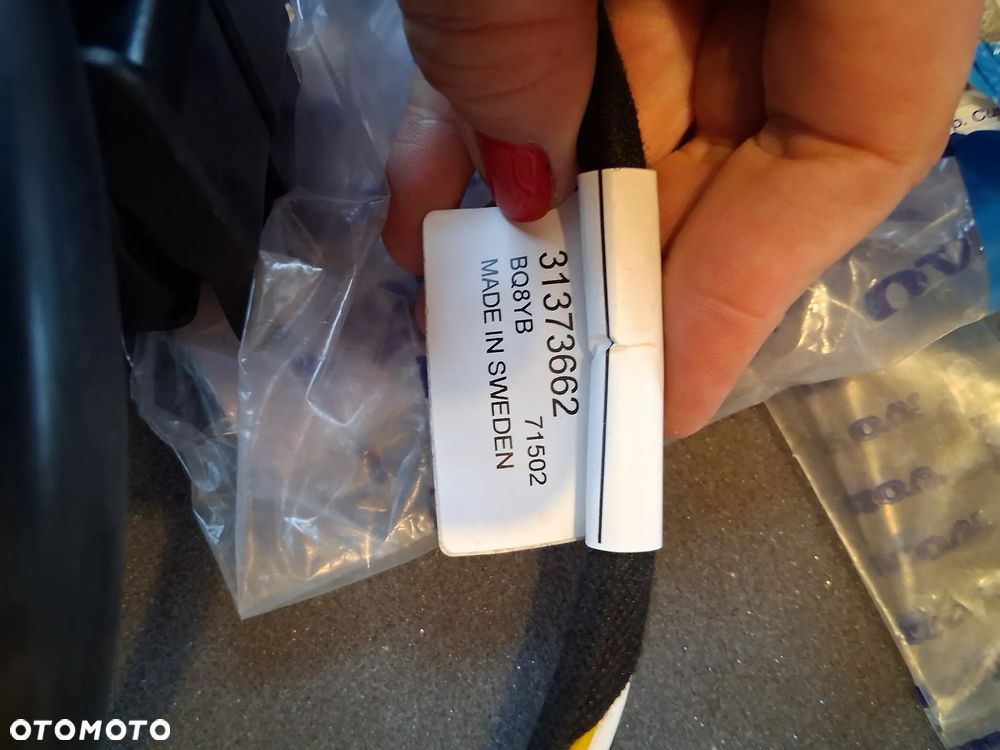 31373662
BQ8YB 71502
MADE IN SWEDEN
OTOMOTO